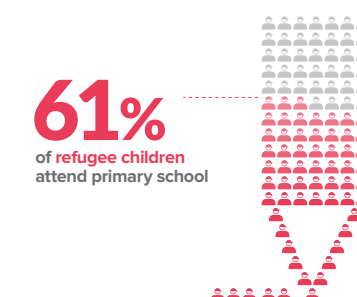 61%
of refugee children
attend primary school